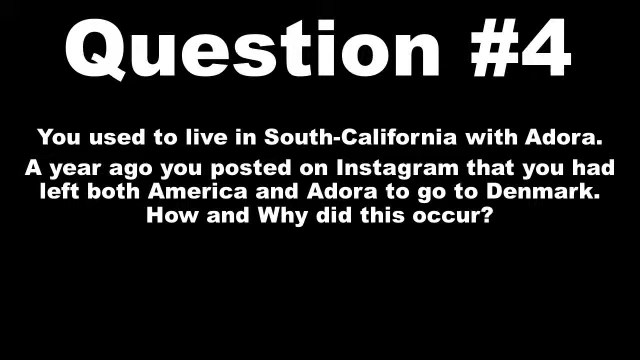 Question #4
You used to live in South-California with Adora.
A year ago you posted on Instagram that you had
left both America and Adora to go to Denmark.
How and Why did this occur?